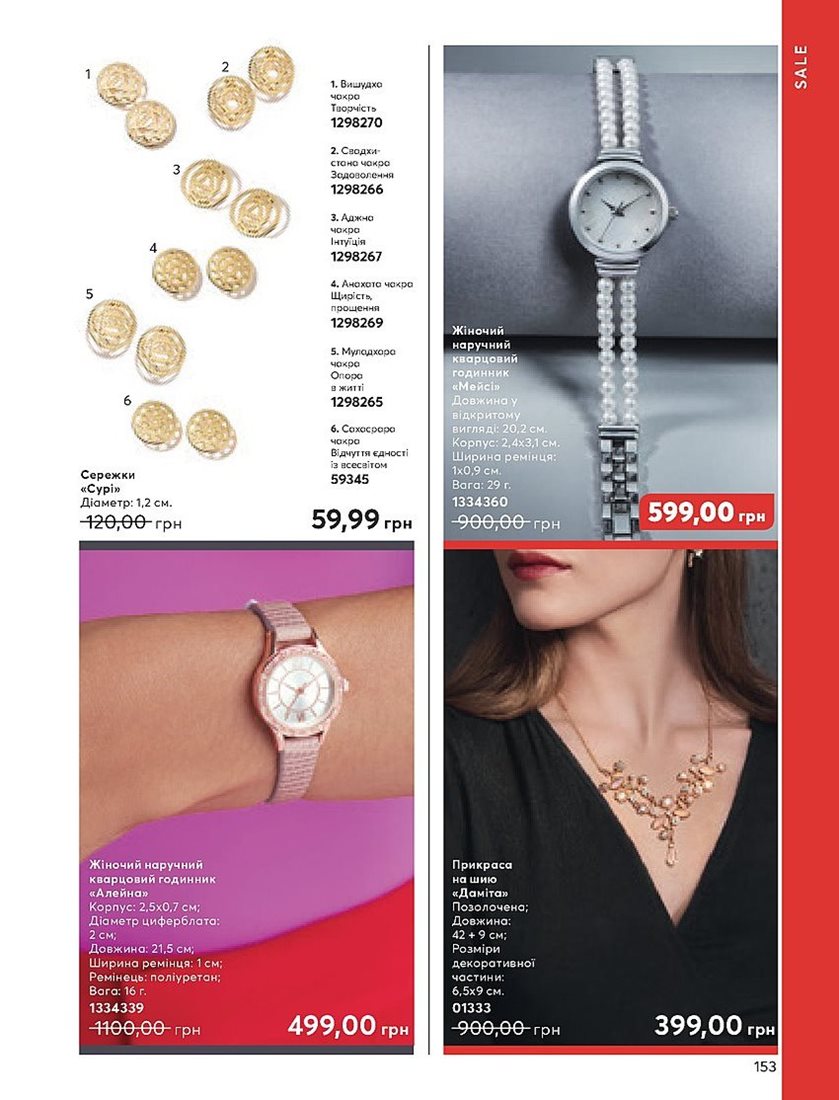 SALE
1
2
3
4
5
6
1. Вишудха
чакра
Творчість
1298270
2. Свадхи-
стана чакра
Задоволення
1298266
3. Аджна
чакра
Інтуїція
1298267
4. Анахата чакра
Щирість,
прощення
1298269
5. Муладхара
чакра
Опора
в житті
1298265
6. Сахасрара
чакра
Відчуття єдності
із всесвітом
59345
Сережки
«Сурі»
Діаметр: 1,2 см.
120,00 грн
59,99 грн
Жіночий
наручний
кварцовий
годинник
«Мейсі»
Довжина у
відкритому
вигляді: 20,2 см.
Корпус: 2,4х3,1 см.
Ширина ремінця:
1х0,9 см.
Вага: 29 г.
1334360
900,00 грн
599,00 грн
Жіночий наручний
кварцовий годинник
«Алейна»
Корпус: 2,5х0,7 см;
Діаметр циферблата:
2 см;
Довжина: 21,5 см;
Ширина ремінця: 1 см;
Ремінець: поліуретан;
Вага: 16 г.
1334339
1100,00 грн
499,00 грн
Прикраса
на шию
«Даміта»
Позолочена;
Довжина:
42 + 9 см;
Розміри
декоративної
частини:
6,5х9 см.
01333
900,00 грн
399,00 грн
153